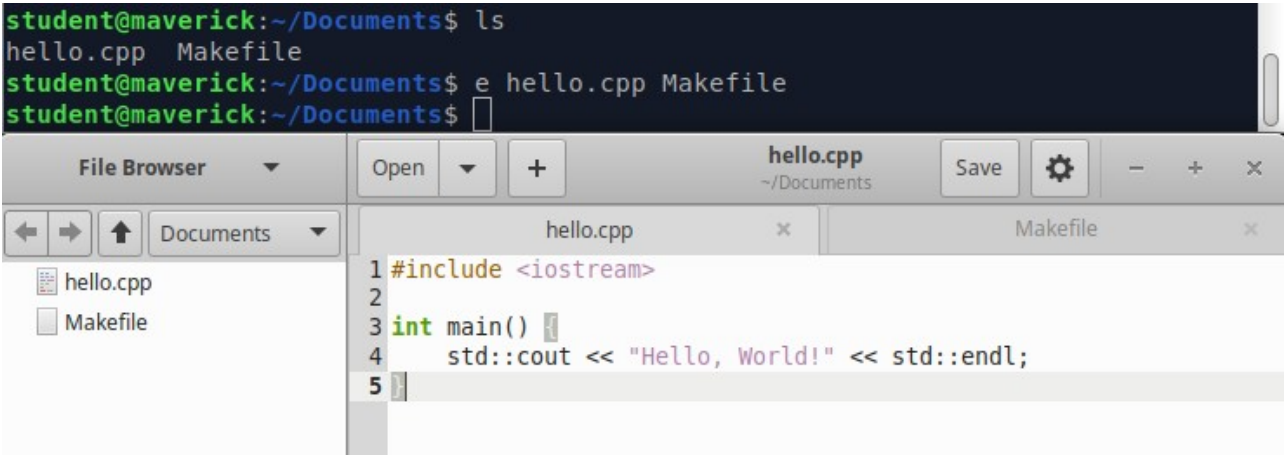 student@maverick:~/Documents$ ls
hello.cpp  Makefile
student@maverick:~/Documents$ e hello.cpp Makefile
student@maverick:~/Documents$
File Browser
Open
hello.cpp
~/Documents
Save
Documents
hello.cpp
Makefile
hello.cpp
Makefile
1 #include <iostream>
2
3 int main() {
4     std::cout << "Hello, World!" << std::endl;
5 }